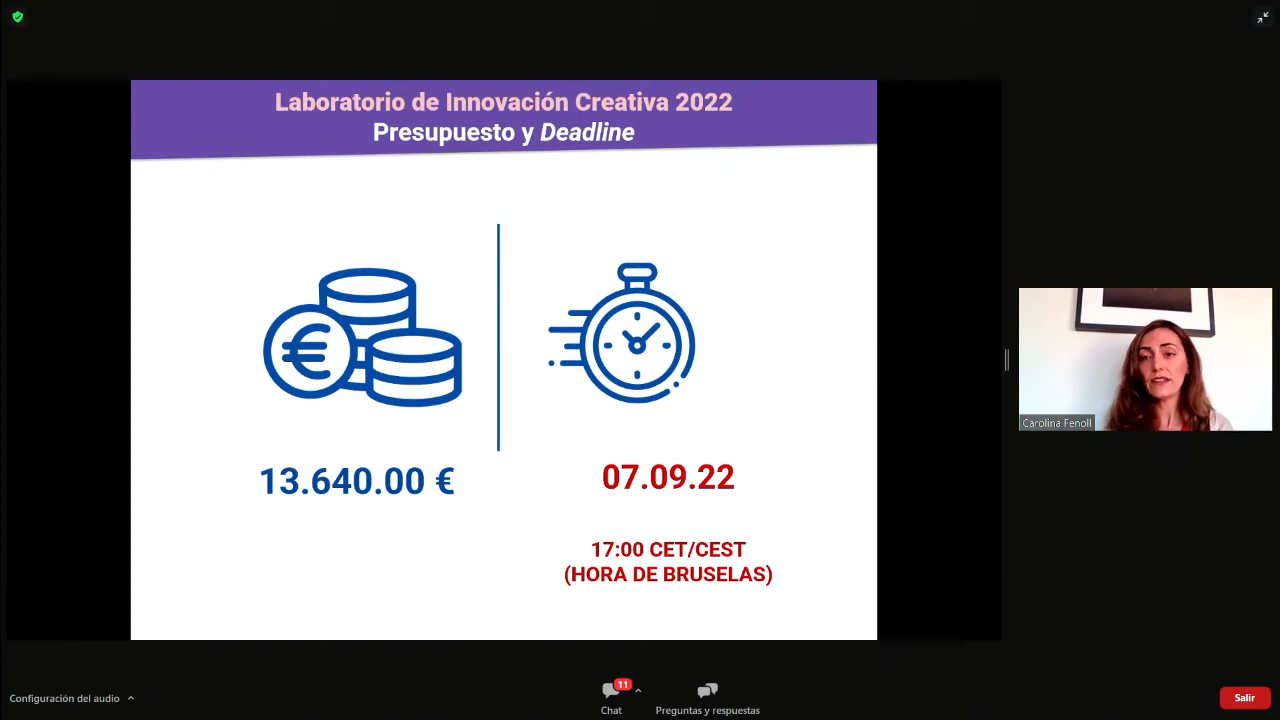 Laboratorio de Innovación Creativa 2022
Presupuesto y Deadline
13.640.00 €
07.09.22
17:00 CET/CEST
(HORA DE BRUSELAS)
Carolina Fenoll
Configuración del audio
11
Chat
Preguntas y respuestas
Salir